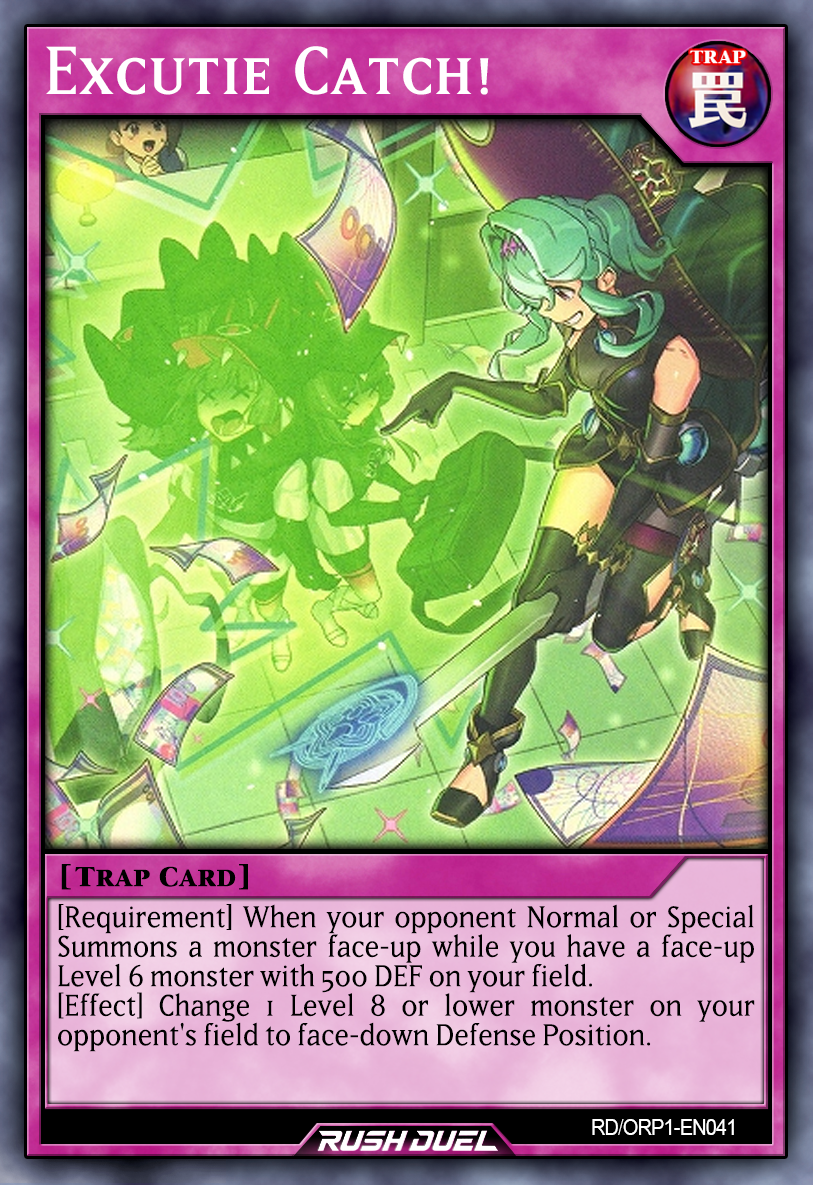 Excutie Catch!
TRAP
罠
[Trap Card]
[Requirement] When your opponent Normal or Special
Summons a monster face-up while you have a face-up
Level 6 monster with 500 DEF on your field.
[Effect] Change 1 Level 8 or lower monster on your
opponent's field to face-down Defense Position.
RUSH DUEL
RD/ORP1-EN041